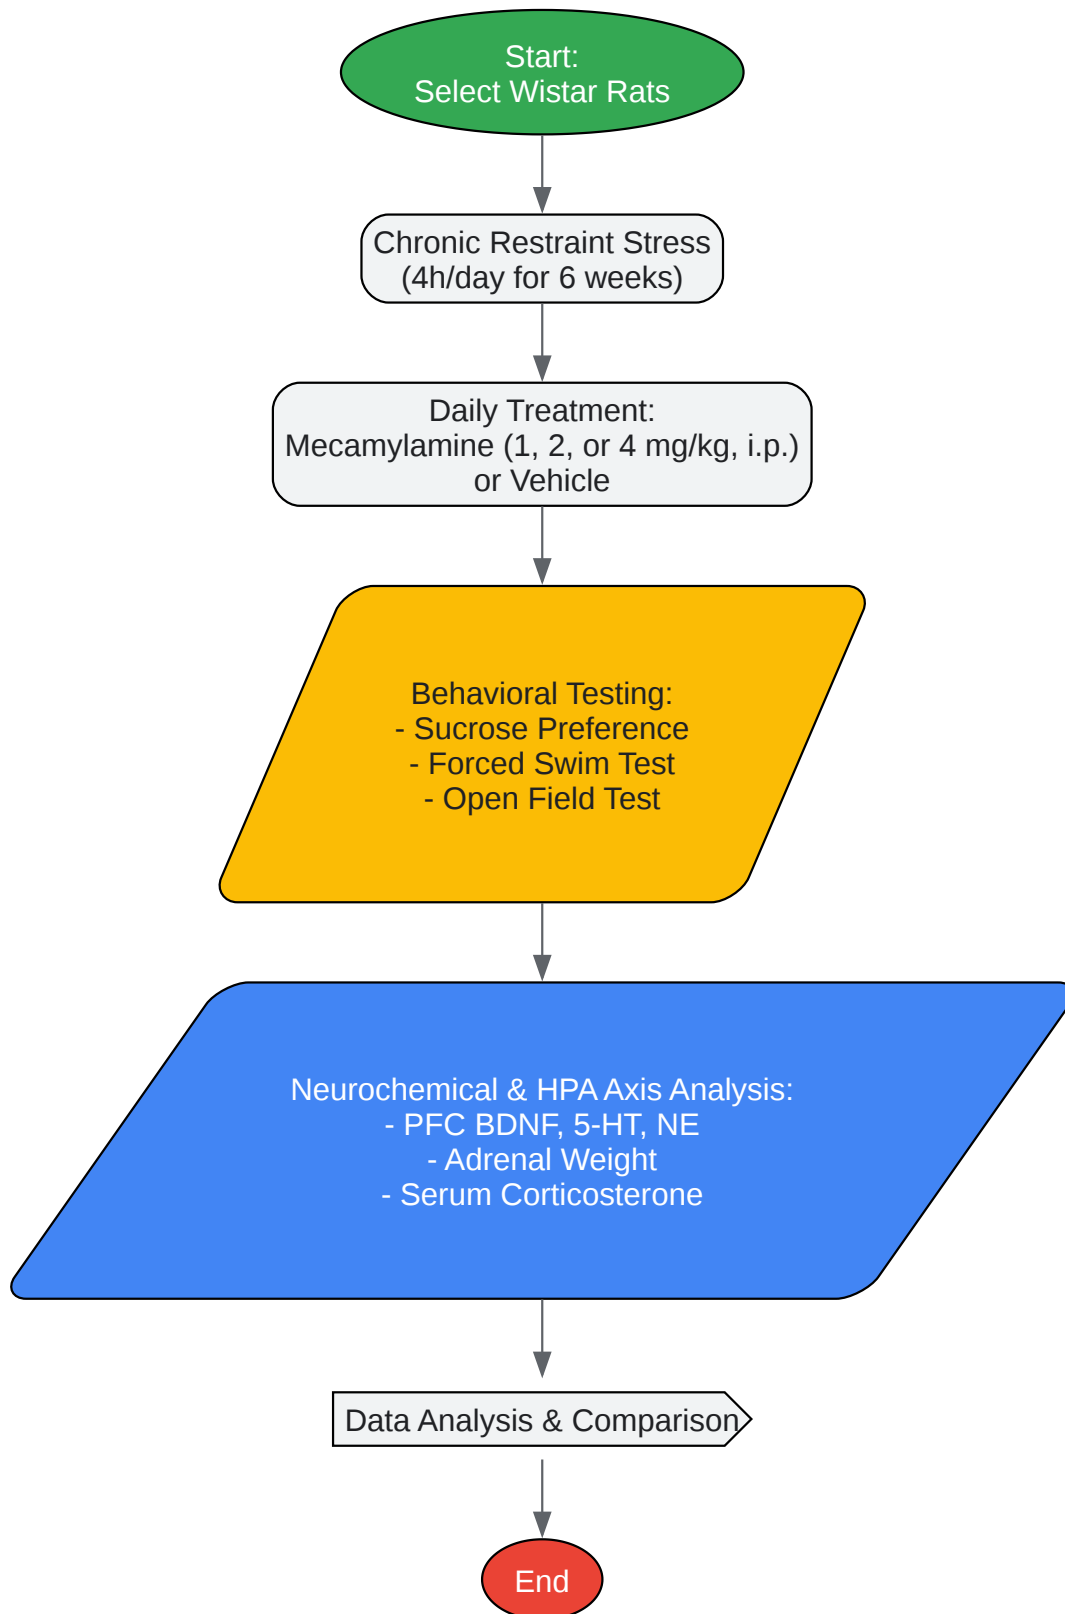 Start:
Select Wistar Rats
Chronic Restraint Stress
(4h/day for 6 weeks)
Daily Treatment:
Mecamylamine (1, 2, or 4 mg/kg, i.p.)
or Vehicle
Behavioral Testing:
- Sucrose Preference
- Forced Swim Test
- Open Field Test
Neurochemical & HPA Axis Analysis:
- PFC BDNF, 5-HT, NE
- Adrenal Weight
- Serum Corticosterone
Data Analysis & Comparison
End